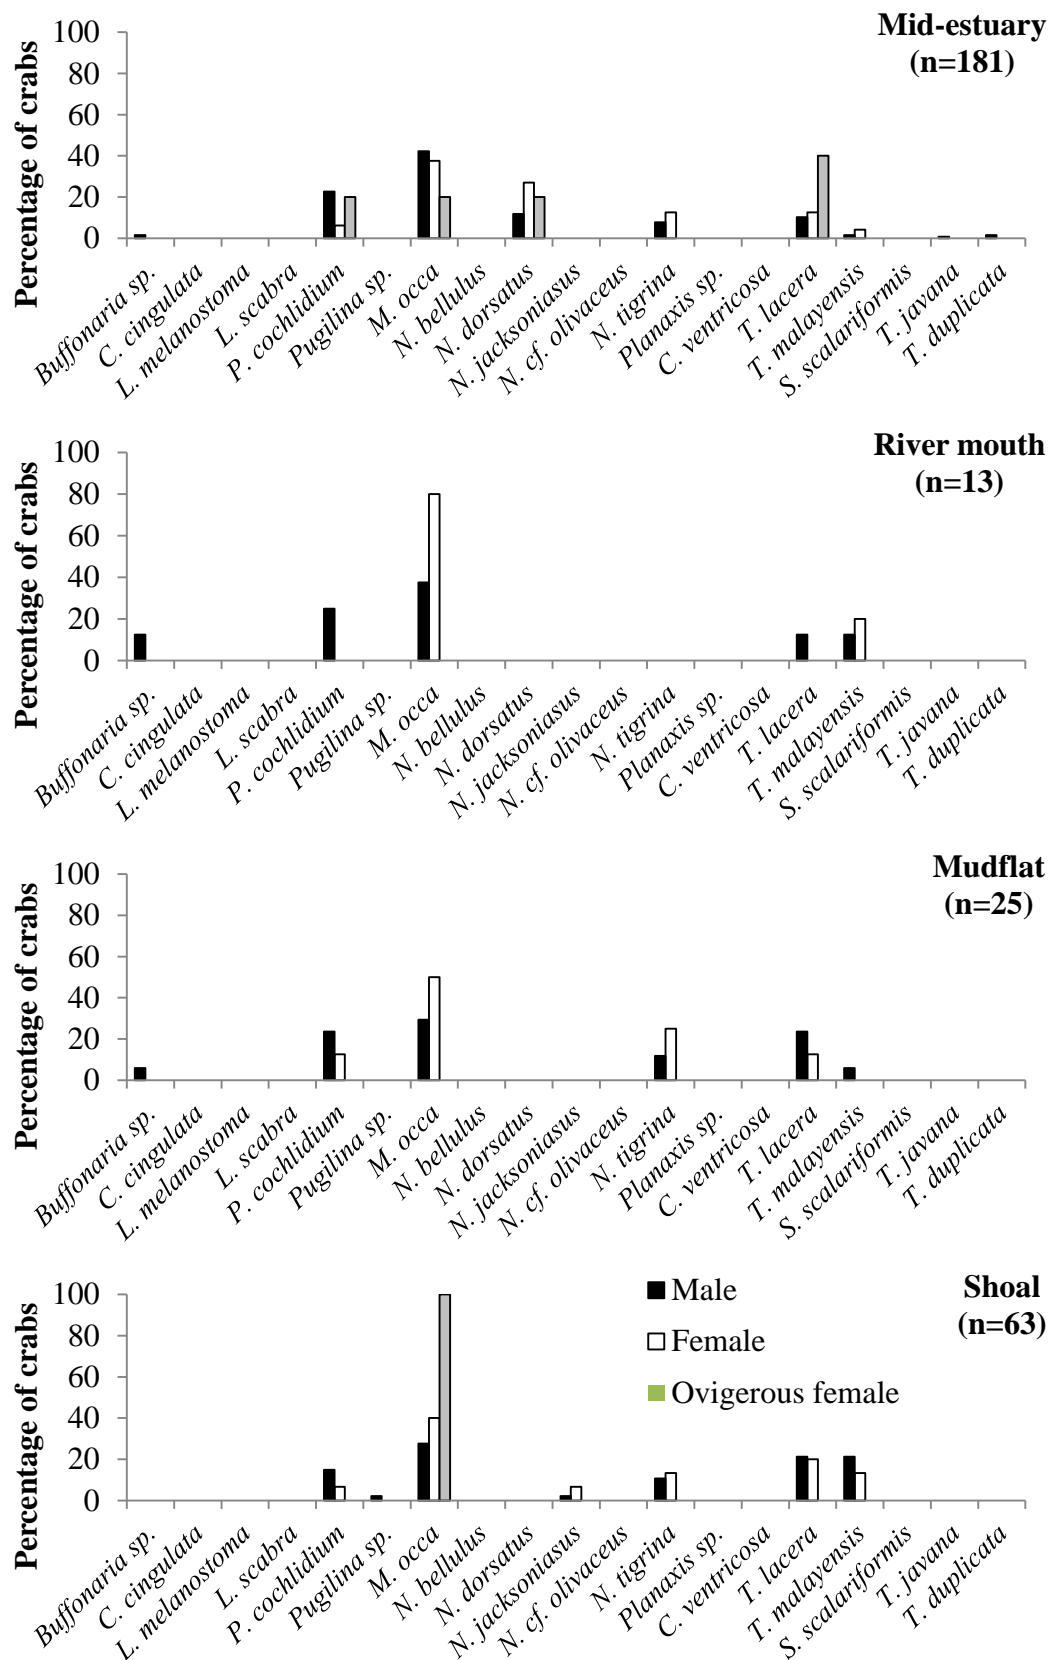 Mid-estuary
(n=181)
Percentage of crabs
100
80
60
40
20
0
Buffonaria sp.
C. cingulata
L. melanostoma
L. scabra
P. cochlidium
Pugilina sp.
M. occa
N. bellulus
N. dorsatus
N. jacksoniasus
N. cf. olivaceus
N. tigrina
Planaxis sp.
C. ventricosa
T. lacera
T. malayensis
S. scalariformis
T. javana
T. duplicata
River mouth
(n=13)
Percentage of crabs
100
80
60
40
20
0
Buffonaria sp.
C. cingulata
L. melanostoma
L. scabra
P. cochlidium
Pugilina sp.
M. occa
N. bellulus
N. dorsatus
N. jacksoniasus
N. cf. olivaceus
N. tigrina
Planaxis sp.
C. ventricosa
T. lacera
T. malayensis
S. scalariformis
T. javana
T. duplicata
Mudflat
(n=25)
Percentage of crabs
100
80
60
40
20
0
Buffonaria sp.
C. cingulata
L. melanostoma
L. scabra
P. cochlidium
Pugilina sp.
M. occa
N. bellulus
N. dorsatus
N. jacksoniasus
N. cf. olivaceus
N. tigrina
Planaxis sp.
C. ventricosa
T. lacera
T. malayensis
S. scalariformis
T. javana
T. duplicata
Shoal
(n=63)
Male
Female
Ovigerous female
Percentage of crabs
100
80
60
40
20
0
Buffonaria sp.
C. cingulata
L. melanostoma
L. scabra
P. cochlidium
Pugilina sp.
M. occa
N. bellulus
N. dorsatus
N. jacksoniasus
N. cf. olivaceus
N. tigrina
Planaxis sp.
C. ventricosa
T. lacera
T. malayensis
S. scalariformis
T. javana
T. duplicata